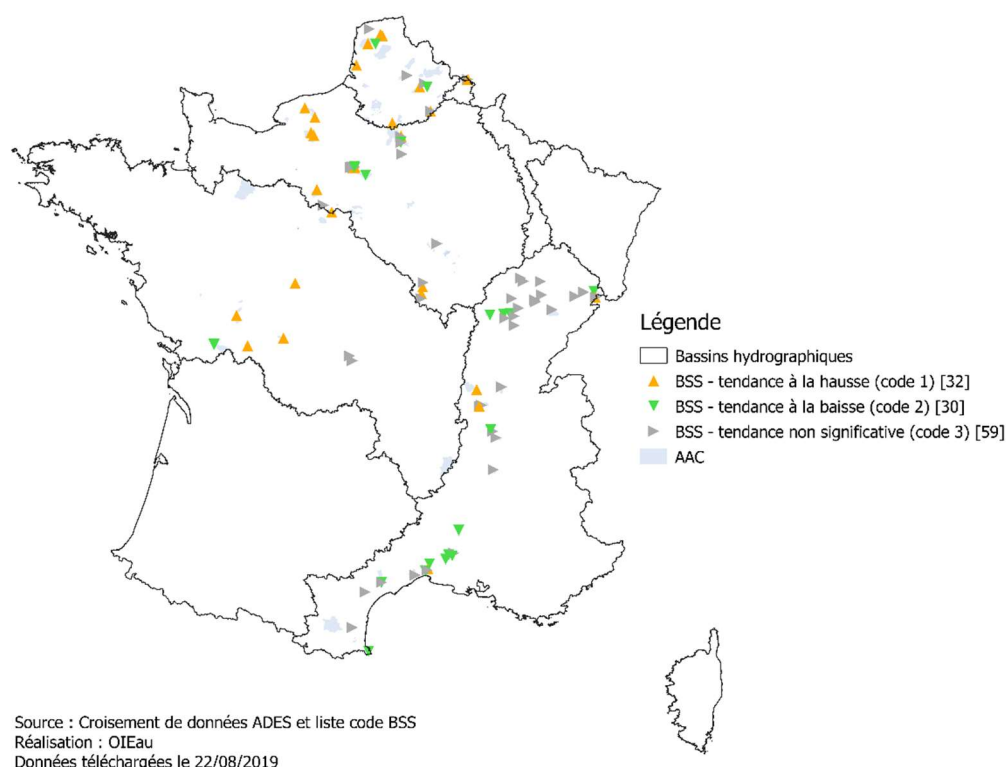 Légende
Bassins hydrographiques
BSS - tendance à la hausse (code 1) [32]
BSS - tendance à la baisse (code 2) [30]
BSS - tendance non significative (code 3) [59]
AAC
Source : Croisement de données ADES et liste code BSS
Réalisation : OIEau
Données téléchargées le 22/08/2019